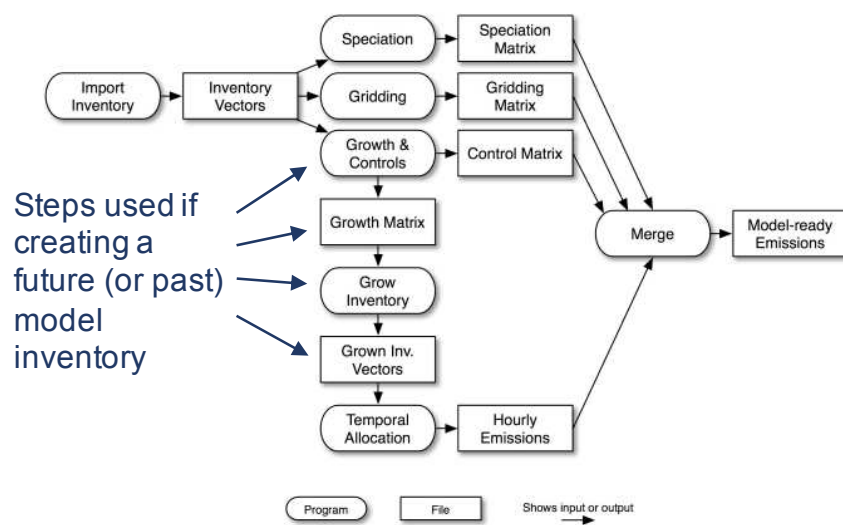 Speciation
Speciation
Matrix
Import
Inventory
Inventory
Vectors
Gridding
Gridding
Matrix
Growth &
Controls
Control Matrix
Steps used if
creating a
future (or past)
model
inventory
Growth Matrix
Merge
Model-ready
Emissions
Grow
Inventory
Grown Inv.
Vectors
Temporal
Allocation
Hourly
Emissions
Program
File
Shows input or output